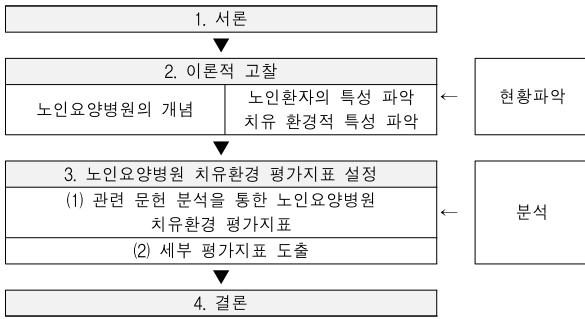 1. 서론
▼
2. 이론적 고찰
노인요양병원의 개념
노인환자의 특성 파악
치유 환경적 특성 파악
←
현황파악
▼
3. 노인요양병원 치유환경 평가지표 설정
(1) 관련 문헌 분석을 통한 노인요양병원
치유환경 평가지표
←
분석
(2) 세부 평가지표 도출
▼
4. 결론